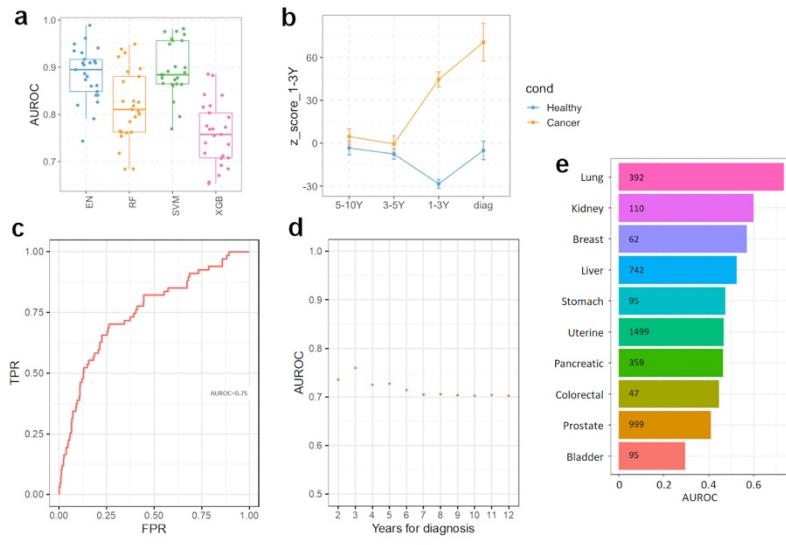 a
1.0
0.9
0.8
0.7
AUROC
EN
RF
SVM
XGB
b
60
30
0
-30
z_score_1-3Y
5-10Y
3-5Y
1-3Y
diag
cond
Healthy
Cancer
c
1.00
0.75
0.50
0.25
0.00
TPR
AUROC=0.75
0.00
0.25
0.50
0.75
1.00
FPR
d
1.0
0.9
0.8
0.7
0.6
0.5
AUROC
2 3 4 5 6 7 8 9 10 11 12
Years for diagnosis
e
Lung 392
Kidney 110
Breast 62
Liver 742
Stomach 95
Uterine 1499
Pancreatic 359
Colorectal 47
Prostate 999
Bladder 95
0 0.2 0.4 0.6
AUROC